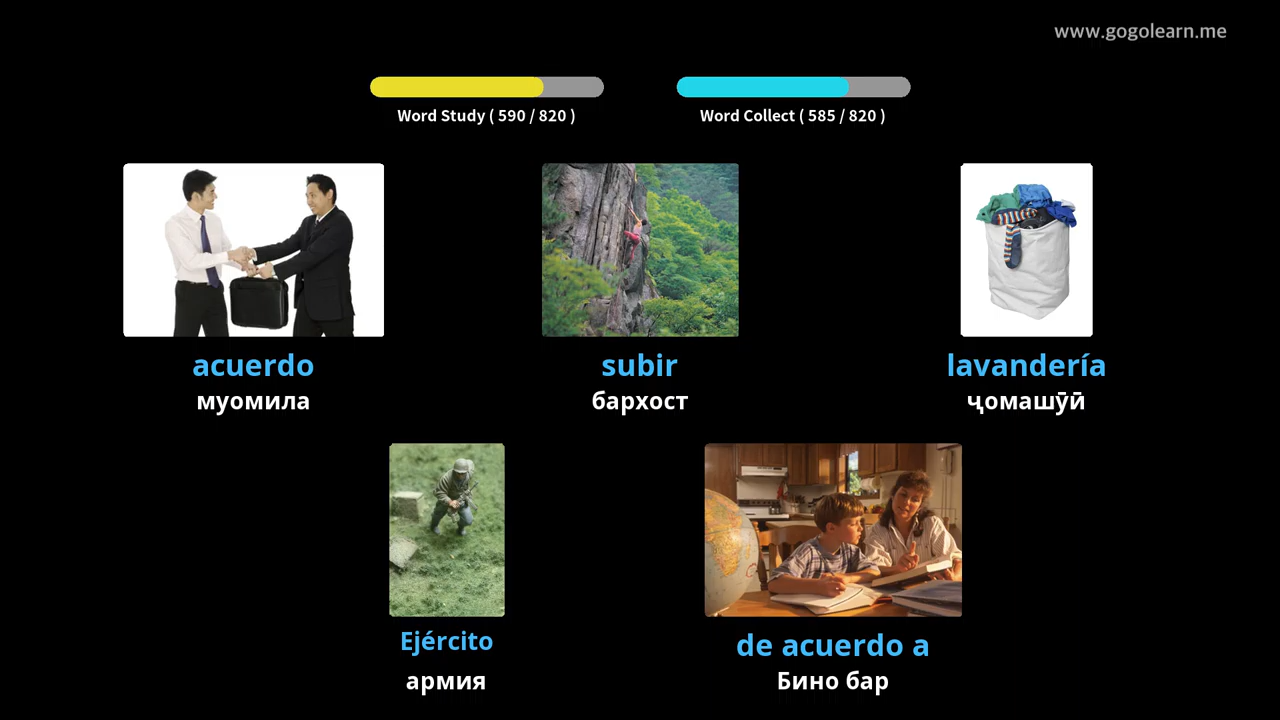 www.gogolearn.me
Word Study ( 590 / 820 )
Word Collect ( 585 / 820 )
acuerdo
муомила
subir
бархост
lavandería
ҷомашӯӣ
Ejército
армия
de acuerdo a
Бино бар